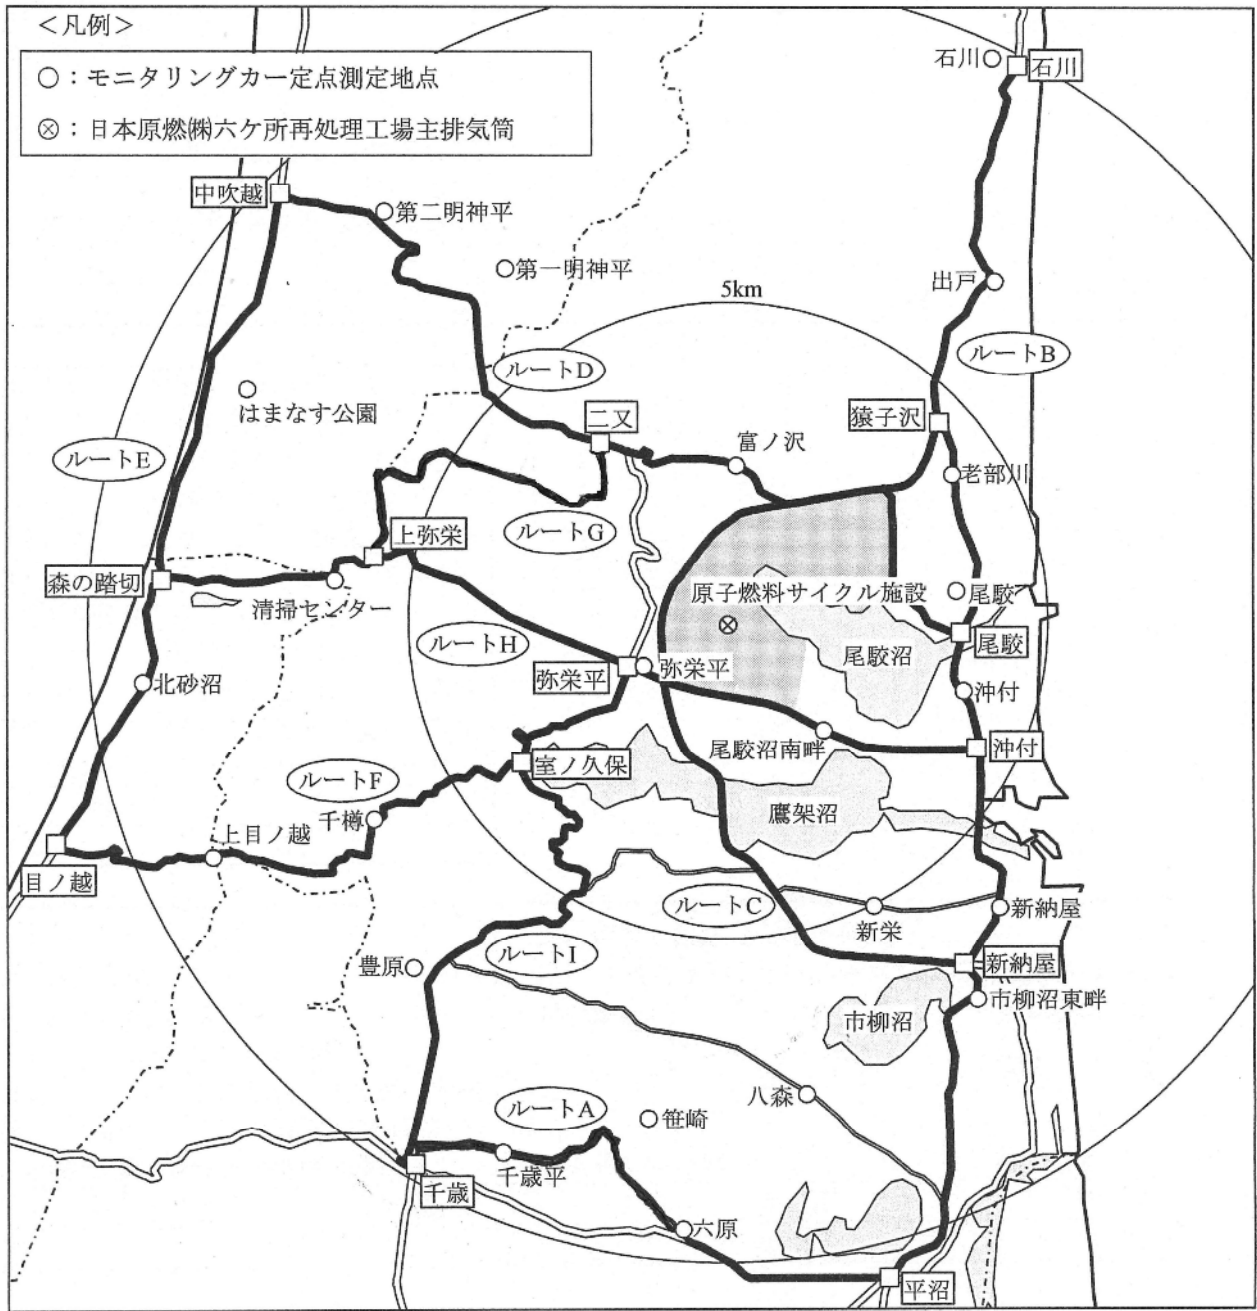 ＜凡例＞
○：モニタリングカー定点測定地点
⊗：日本原燃㈱六ケ所再処理工場主排気筒
石川
石川
中吹越
第二明神平
第一明神平
出戸
5km
ルートB
ルートD
はまなす公園
二又
猿子沢
富ノ沢
ルートE
老部川
ルートG
上弥栄
森の踏切
清掃センター
原子燃料サイクル施設
尾駮
ルートH
尾駮沼
尾駮
弥栄平
弥栄平
北砂沼
沖付
尾駮沼南畔
沖付
室ノ久保
ルートF
千樽
鷹架沼
上目ノ越
目ノ越
ルートC
新納屋
新栄
ルートI
豊原
新納屋
市柳沼
市柳沼東畔
八森
ルートA
笹崎
千歳平
千歳
六原
平沼